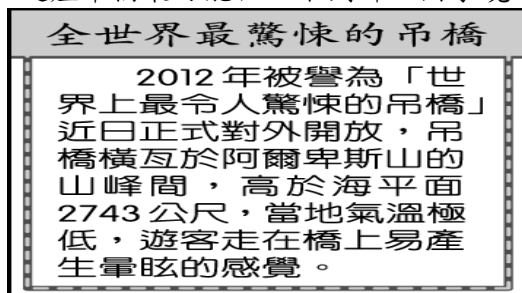 全世界最驚悚的吊橋
2012年被譽為「世
界上最令人驚悚的吊橋」
近日正式對外開放，吊
橋橫亙於阿爾卑斯山的
山峰間，高於海平面
2743公尺，當地氣溫極
低，遊客走在橋上易產
生暈眩的感覺。